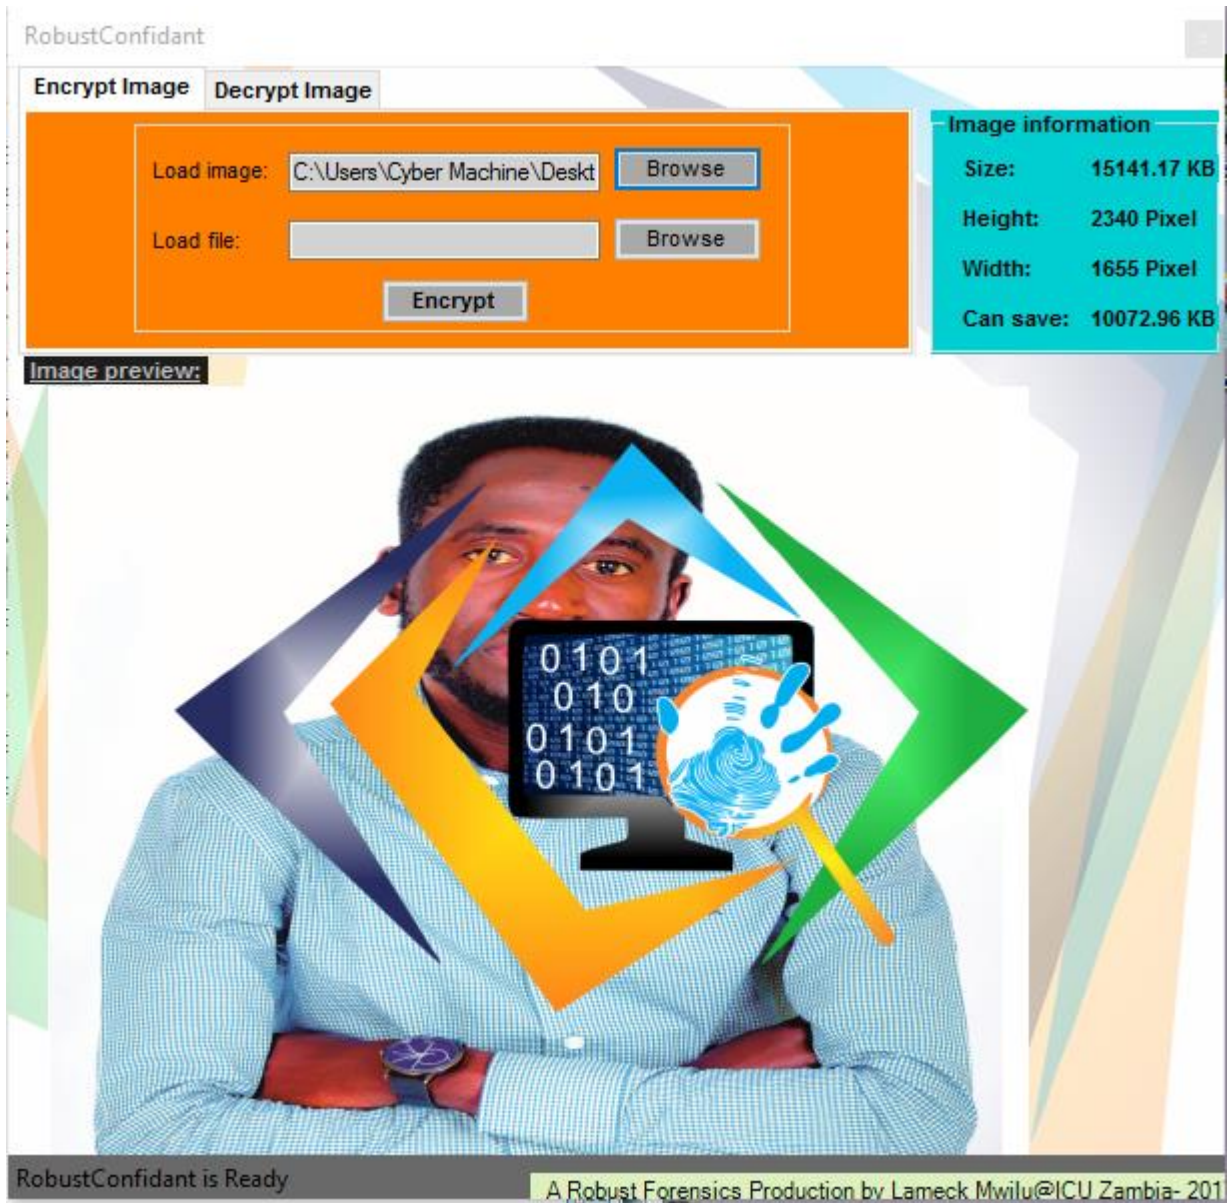 RobustConfidant
Encrypt Image
Decrypt Image
Load image:
C:\Users\Cyber Machine\Deskt
Browse
Load file:
Browse
Encrypt
Image information
Size: 15141.17 KB
Height: 2340 Pixel
Width: 1655 Pixel
Can save: 10072.96 KB
Image preview:
0101
010
0101
0101
RobustConfidant is Ready
A Robust Forensics Production by Lameck Mwilu@ICU Zambia- 201